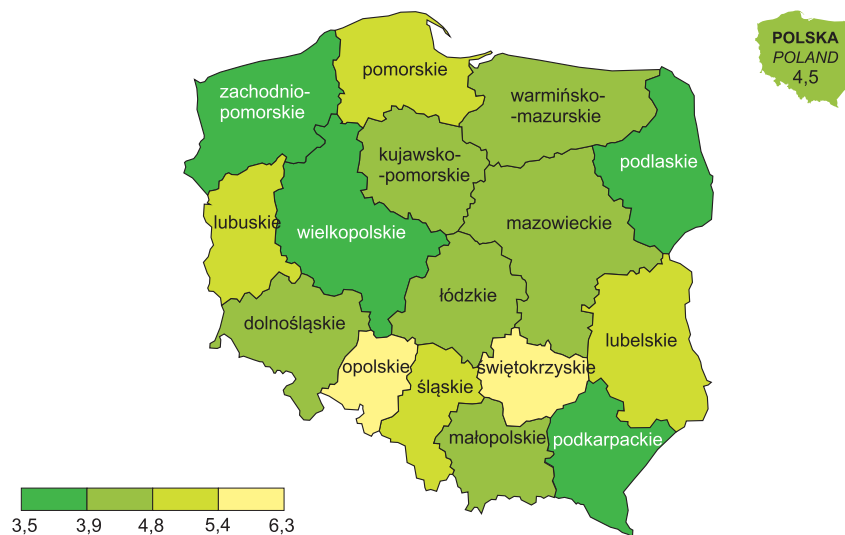 POLSKA
POLAND
4,5
pomorskie
zachodnio-
-pomorskie
warmińsko-
-mazurskie
kujawsko-
-pomorskie
podlaskie
lubuskie
wielkopolskie
mazowieckie
łódzkie
dolnośląskie
lubelskie
opolskie
śląskie
świętokrzyskie
małopolskie
podkarpackie
3,5
3,9
4,8
5,4
6,3